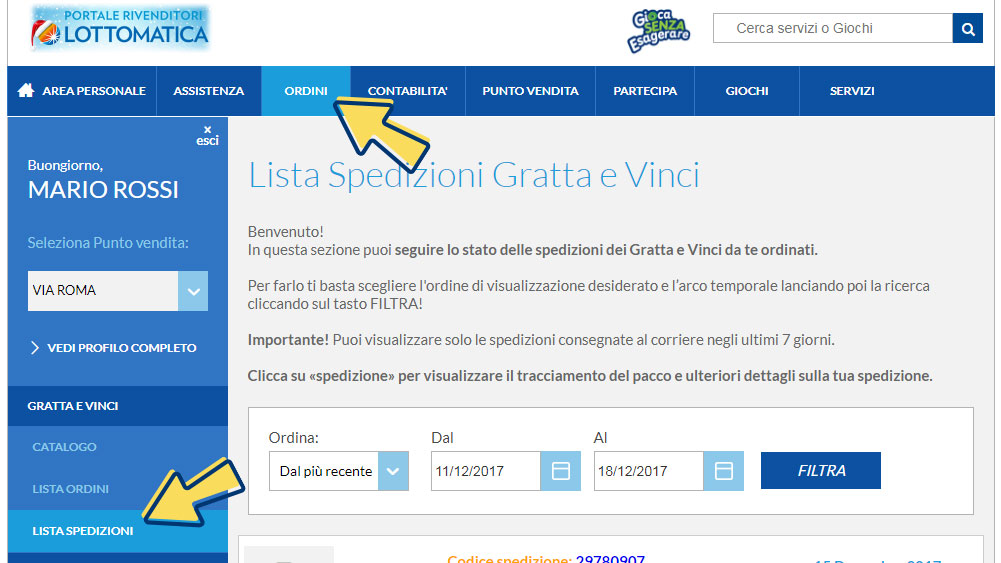 PORTALE RIVENDITORI
LOTTOMATICA
Gioca
SENZA
Esagerare
Cerca servizi o Giochi
AREA PERSONALE
ASSISTENZA
ORDINI
CONTABILITA'
PUNTO VENDITA
PARTECIPA
GIOCHI
SERVIZI
x
esci
Buongiorno,
MARIO ROSSI
Seleziona Punto vendita:
VIA ROMA
VEDI PROFILO COMPLETO
GRATTA E VINCI
CATALOGO
LISTA ORDINI
LISTA SPEDIZIONI
Lista Spedizioni Gratta e Vinci
Benvenuto!
In questa sezione puoi seguire lo stato delle spedizioni dei Gratta e Vinci da te ordinati.
Per farlo ti basta scegliere l'ordine di visualizzazione desiderato e l'arco temporale lanciando poi la ricerca
cliccando sul tasto FILTRA!
Importante! Puoi visualizzare solo le spedizioni consegnate al corriere negli ultimi 7 giorni.
Clicca su «spedizione» per visualizzare il tracciamento del pacco e ulteriori dettagli sulla tua spedizione.
Ordina:
Dal
Al
Dal più recente
11/12/2017
18/12/2017
FILTRA
Codice spedizione: 29780907
15 Dicembre 2017